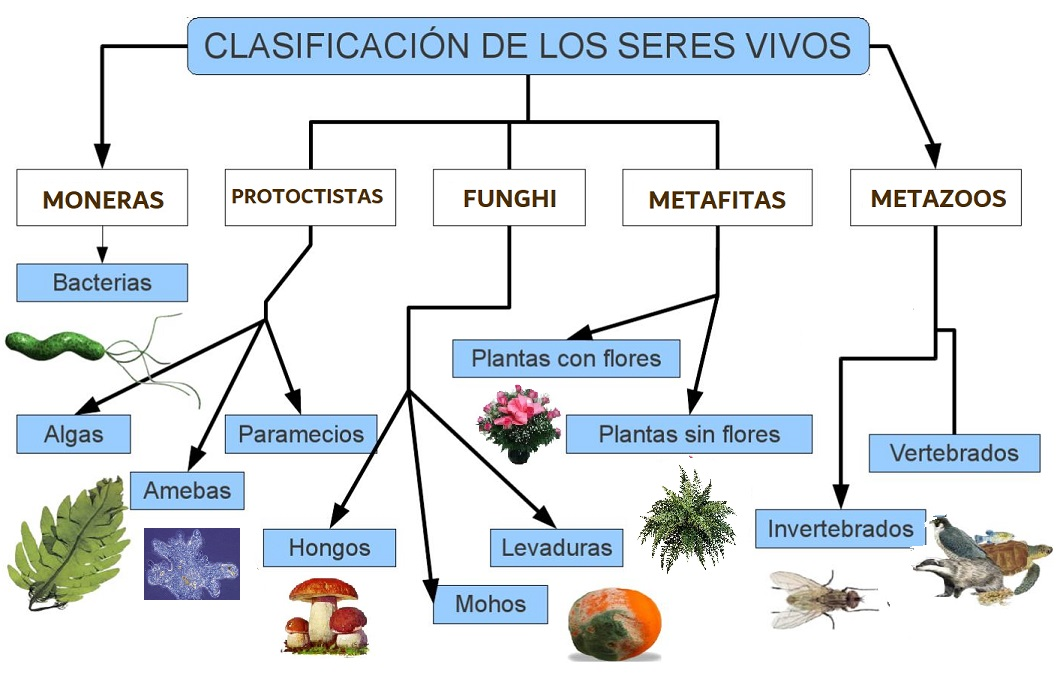 CLASIFICACIÓN DE LOS SERES VIVOS
MONERAS
PROTOCTISTAS
FUNGHI
METAFITAS
METAZOOS
Bacterias
Plantas con flores
Algas
Paramecios
Plantas sin flores
Vertebrados
Amebas
Invertebrados
Hongos
Levaduras
Mohos